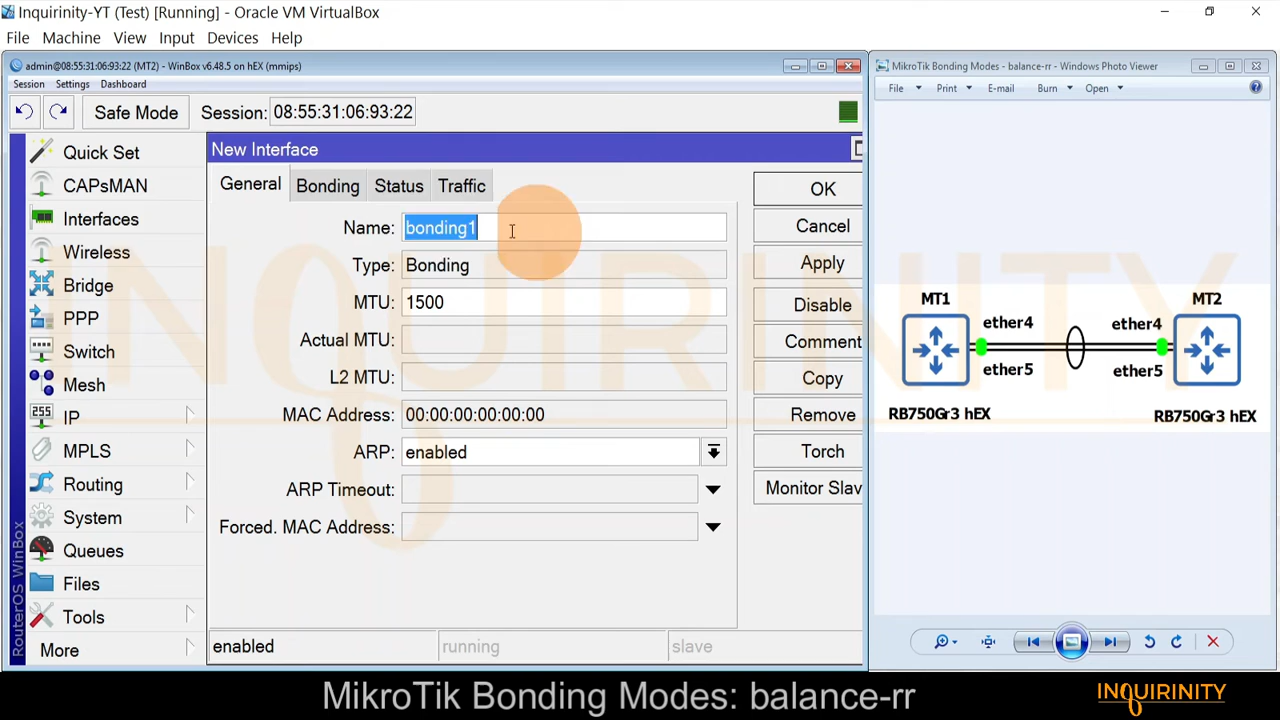 Inquirinity-YT (Test) [Running] - Oracle VM VirtualBox
File Machine View Input Devices Help
admin@08:55:31:06:93:22 (MT2) - WinBox v6.48.5 on hEX (mmips)
Session Settings Dashboard
Safe Mode Session: 08:55:31:06:93:22
Quick Set
CAPsMAN
Interfaces
Wireless
Bridge
PPP
Switch
Mesh
IP
MPLS
Routing
System
Queues
Files
Tools
More
RouterOS WinBox
New Interface
General Bonding Status Traffic
Name: bonding1
Type: Bonding
MTU: 1500
Actual MTU:
L2 MTU:
MAC Address: 00:00:00:00:00:00
ARP: enabled
ARP Timeout:
Forced. MAC Address:
OK
Cancel
Apply
Disable
Comment
Copy
Remove
Torch
Monitor Slav
enabled running slave
MikroTik Bonding Modes - balance-rr - Windows Photo Viewer
File Print E-mail Burn Open
MT1 MT2
ether4 ether4
ether5 ether5
RB750Gr3 hEX RB750Gr3 hEX
INQUIRINITY
MikroTik Bonding Modes: balance-rr
INQUIRINITY